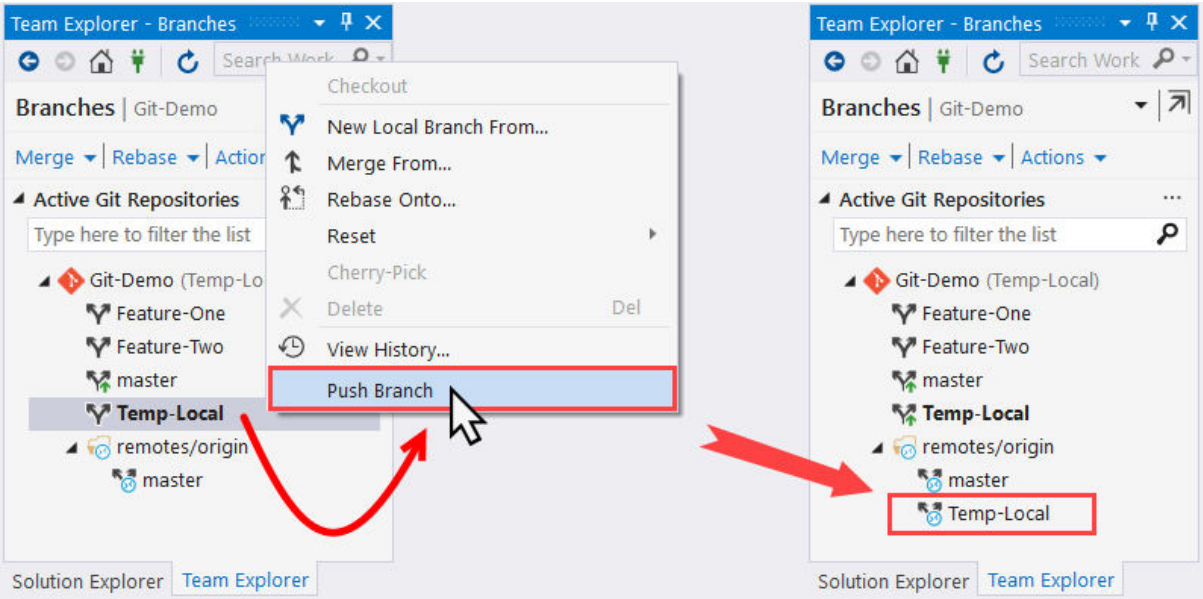 Team Explorer - Branches
Search Work
Branches | Git-Demo
Merge Rebase Action
Active Git Repositories
Type here to filter the list
Git-Demo (Temp-Lo
Feature-One
Feature-Two
master
Temp-Local
remotes/origin
master
Solution Explorer Team Explorer
Checkout
New Local Branch From...
Merge From...
Rebase Onto...
Reset
Cherry-Pick
Delete Del
View History...
Push Branch
Team Explorer - Branches
Search Work
Branches | Git-Demo
Merge Rebase Actions
Active Git Repositories
Type here to filter the list
Git-Demo (Temp-Local)
Feature-One
Feature-Two
master
Temp-Local
remotes/origin
master
Temp-Local
Solution Explorer Team Explorer